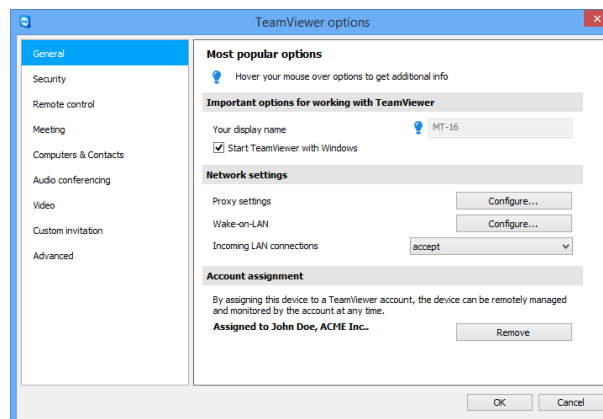 TeamViewer options
General
Security
Remote control
Meeting
Computers & Contacts
Audio conferencing
Video
Custom invitation
Advanced
Most popular options
Hover your mouse over options to get additional info
Important options for working with TeamViewer
Your display name MT-16
Start TeamViewer with Windows
Network settings
Proxy settings Configure...
Wake-on-LAN Configure...
Incoming LAN connections accept
Account assignment
By assigning this device to a TeamViewer account, the device can be remotely managed
and monitored by the account at any time.
Assigned to John Doe, ACME Inc.. Remove
OK Cancel